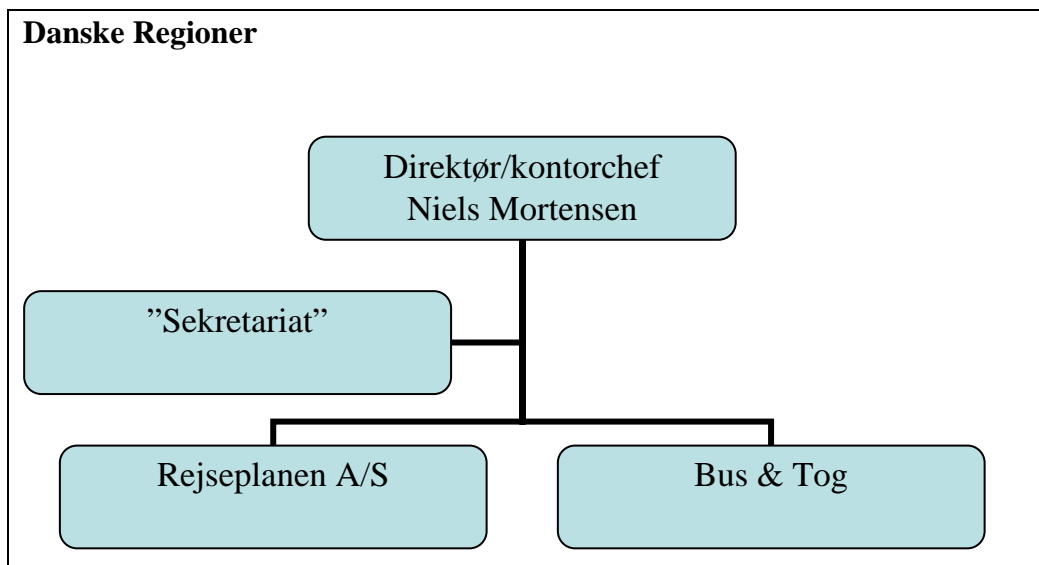 Danske Regioner
Direktør/kontorchef
Niels Mortensen
”Sekretariat”
Rejseplanen A/S
Bus & Tog